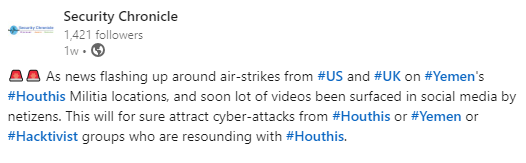 Security Chronicle
Security Chronicle
1,421 followers
1w •
🚨🚨 As news flashing up around air-strikes from #US and #UK on #Yemen's
#Houthis Militia locations, and soon lot of videos been surfaced in social media by
netizens. This will for sure attract cyber-attacks from #Houthis or #Yemen or
#Hacktivist groups who are resounding with #Houthis.